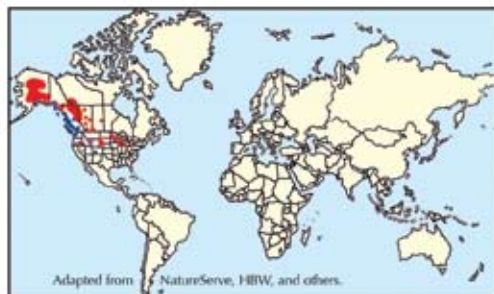 Adapted from NatureServe, HBW, and others.